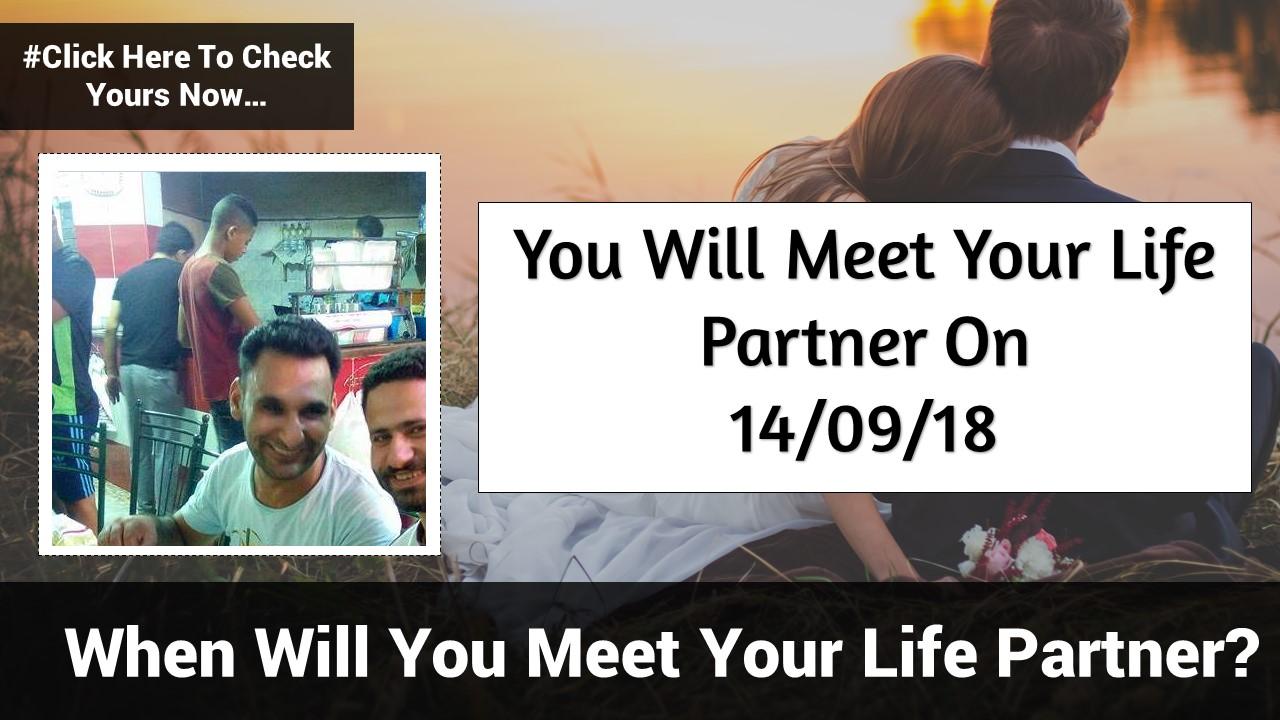 #Click Here To Check
Yours Now...
You Will Meet Your Life
Partner On
14/09/18
When Will You Meet Your Life Partner?